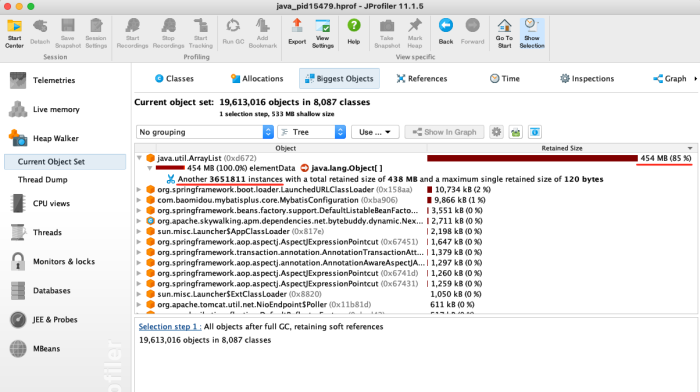 java_pid15479.hprof - JProfiler 11.1.5
Start Center
Detach
Save Snapshot
Session Settings
Start Recordings
Stop Recordings
Start Tracking
Run GC
Add Bookmark
Export
View Settings
Help
Take Snapshot
Mark Heap
Back
Forward
Go To Start
Show Selection
Session
Profiling
View specific
Telemetries
Live memory
Heap Walker
Current Object Set
Thread Dump
CPU views
Threads
Monitors & locks
Databases
JEE & Probes
MBeans
ofiler
Classes
Allocations
Biggest Objects
References
Time
Inspections
Graph
Current object set: 19,613,016 objects in 8,087 classes
1 selection step, 533 MB shallow size
No grouping
Tree
Use ...
Show In Graph
Object Retained Size
java.util.ArrayList (0xd672) 454 MB (85 %)
454 MB (100.0%) elementData java.lang.Object[ ]
Another 3651811 instances with a total retained size of 438 MB and a maximum single retained size of 120 bytes
org.springframework.boot.loader.LaunchedURLClassLoader (0x158aa) 10,734 kB (2 %)
com.baomidou.mybatisplus.core.MybatisConfiguration (0xba906) 9,866 kB (1 %)
org.springframework.beans.factory.support.DefaultListableBeanFacto... 3,551 kB (0 %)
org.apache.skywalking.apm.dependencies.net.bytebuddy.dynamic.Nex... 2,711 kB (0 %)
sun.misc.Launcher$AppClassLoader (0x817e) 2,198 kB (0 %)
org.springframework.aop.aspectj.AspectJExpressionPointcut (0x67451) 1,647 kB (0 %)
org.springframework.transaction.annotation.AnnotationTransactionAtt... 1,379 kB (0 %)
org.springframework.aop.aspectj.annotation.AnnotationAwareAspectJA... 1,297 kB (0 %)
org.springframework.aop.aspectj.AspectJExpressionPointcut (0x6741d) 1,260 kB (0 %)
org.springframework.aop.aspectj.AspectJExpressionPointcut (0x67431) 1,259 kB (0 %)
sun.misc.Launcher$ExtClassLoader (0x8820) 1,050 kB (0 %)
org.apache.tomcat.util.net.NioEndpoint$Poller (0x11b81d) 611 kB (0 %)
Selection step 1 : All objects after full GC, retaining soft references
19,613,016 objects in 8,087 classes